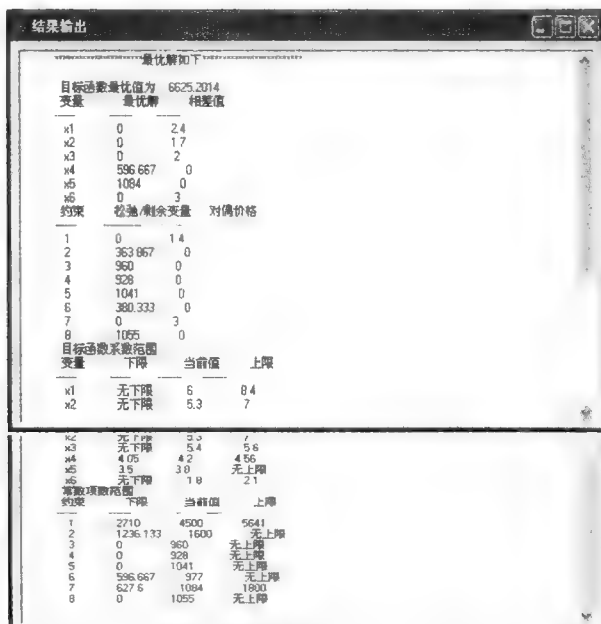 结果输出
**********************最优解如下*************************
目标函数最优值为 6625.2014
变量 最优解 相差值
x1 0 2.4
x2 0 1.7
x3 0 2
x4 596.667 0
x5 1084 0
x6 0 3
约束 松弛/剩余变量 对偶价格
1 0 1.4
2 363.867 0
3 960 0
4 928 0
5 1041 0
6 380.333 0
7 0 3
8 1055 0
目标函数系数范围
变量 下限 当前值 上限
x1 无下限 6 8.4
x2 无下限 5.3 7
x2 无下限 5.3 7
x3 无下限 5.4 5.6
x4 4.05 4.2 4.56
x5 3.5 3.8 无上限
x6 无下限 1.8 2.1
常数项数范围
约束 下限 当前值 上限
1 2710 4500 5641
2 1236.133 1600 无上限
3 0 960 无上限
4 0 928 无上限
5 0 1041 无上限
6 596.667 977 无上限
7 627.6 1084 1800
8 0 1055 无上限